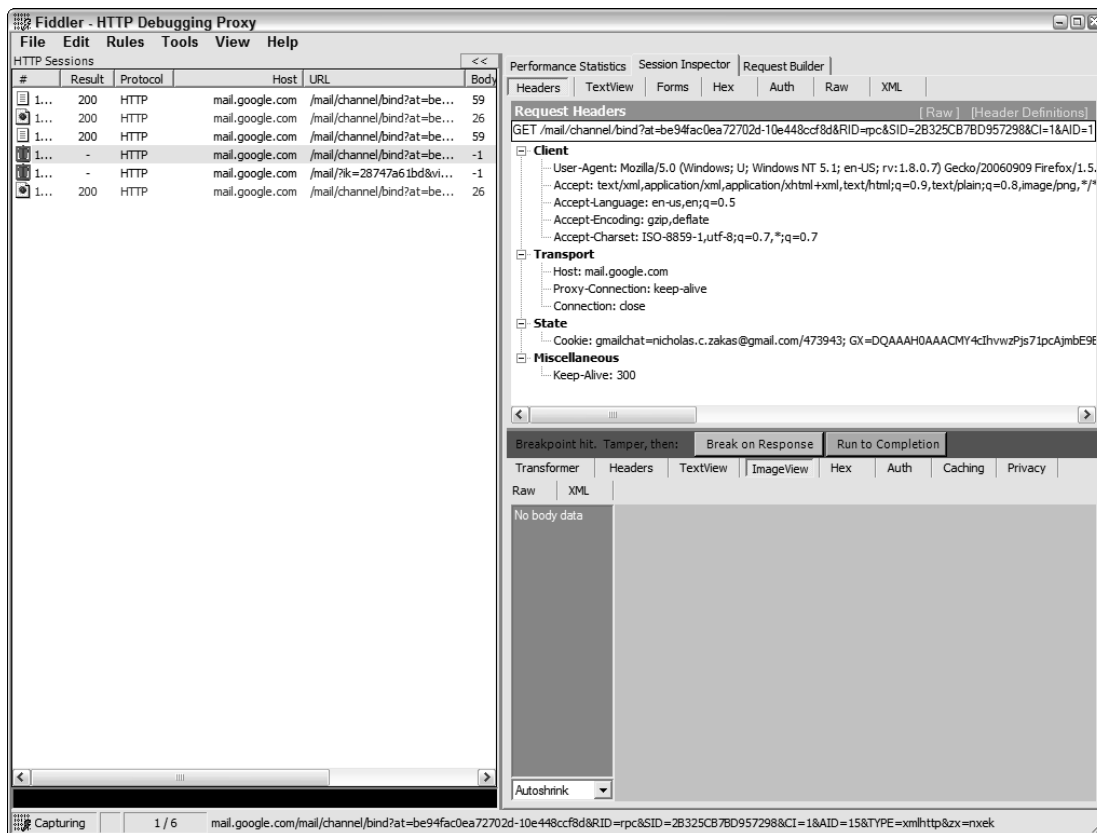 Fiddler - HTTP Debugging Proxy
File Edit Rules Tools View Help
HTTP Sessions <<
# Result Protocol Host URL Body
1... 200 HTTP mail.google.com /mail/channel/bind?at=be... 59
1... 200 HTTP mail.google.com /mail/channel/bind?at=be... 26
1... 200 HTTP mail.google.com /mail/channel/bind?at=be... 59
1... - HTTP mail.google.com /mail/channel/bind?at=be... -1
1... - HTTP mail.google.com /mail/?ik=28747a61bd&vi... -1
1... 200 HTTP mail.google.com /mail/channel/bind?at=be... 26
Performance Statistics Session Inspector Request Builder
Headers TextView Forms Hex Auth Raw XML
Request Headers [ Raw ] [Header Definitions]
GET /mail/channel/bind?at=be94fac0ea72702d-10e448ccf8d&RID=rpc&SID=2B325CB7BD957298&CI=1&AID=1
Client
User-Agent: Mozilla/5.0 (Windows; U; Windows NT 5.1; en-US; rv:1.8.0.7) Gecko/20060909 Firefox/1.5.
Accept: text/xml,application/xml,application/xhtml+xml,text/html;q=0.9,text/plain;q=0.8,image/png,*/*
Accept-Language: en-us,en;q=0.5
Accept-Encoding: gzip,deflate
Accept-Charset: ISO-8859-1,utf-8;q=0.7,*;q=0.7
Transport
Host: mail.google.com
Proxy-Connection: keep-alive
Connection: close
State
Cookie: gmailchat=nicholas.c.zakas@gmail.com/473943; GX=DQAAAH0AAACMY4cIhvwzPjs71pcAjmbE9E
Miscellaneous
Keep-Alive: 300
Breakpoint hit. Tamper, then: Break on Response Run to Completion
Transformer Headers TextView ImageView Hex Auth Caching Privacy
Raw XML
No body data
Autoshrink
Capturing 1 / 6 mail.google.com/mail/channel/bind?at=be94fac0ea72702d-10e448ccf8d&RID=rpc&SID=2B325CB7BD957298&CI=1&AID=15&TYPE=xmlhttp&zx=nxek